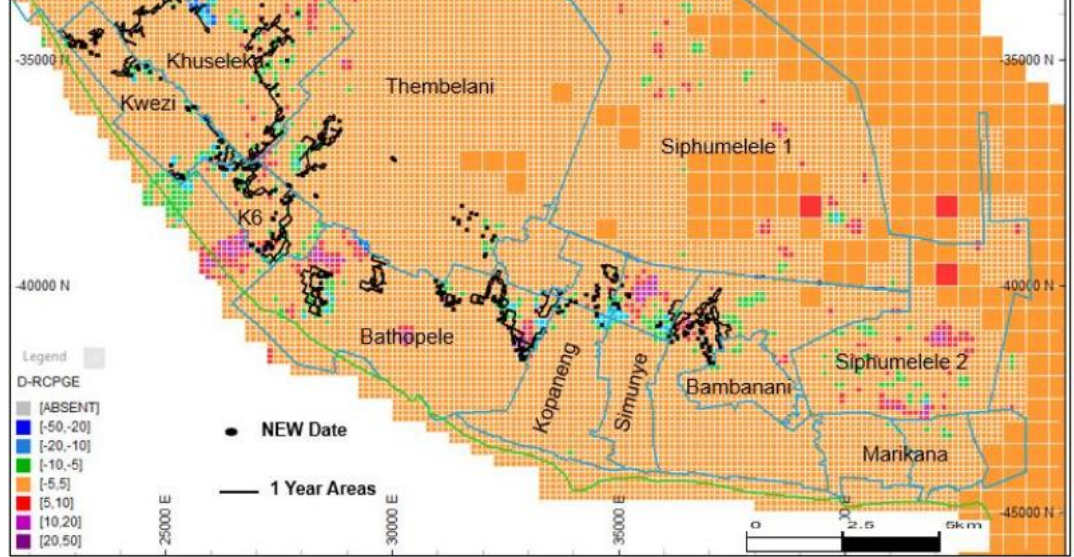 -35000 N
-35000 N
Khuseleka
Thembelani
Kwezi
Siphumelele 1
K6
-40000 N
-40000 N
Bathopele
Kopaneng
Simunye
Bambanani
Siphumelele 2
Marikana
Legend
D-RCPGE
[ABSENT]
[-50,-20]
[-20,-10]
[-10,-5]
[-5,5]
[5,10]
[10,20]
[20,50]
NEW Date
1 Year Areas
25000 E
30000 E
35000 E
-45000 N
0 2.5 5km